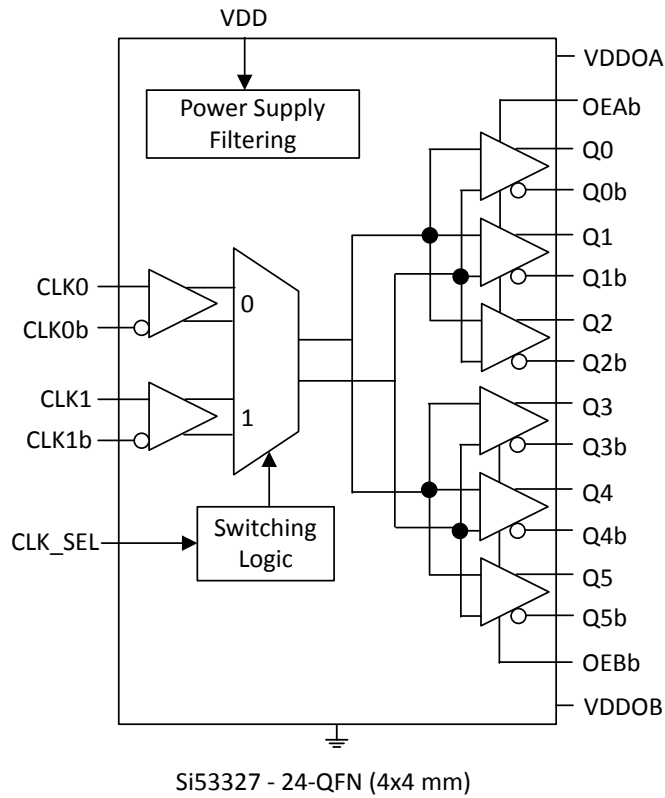 VDD
VDDOA
Power Supply
Filtering
OEAb
Q0
Q0b
Q1
Q1b
CLK0
0
CLK0b
Q2
Q2b
CLK1
1
CLK1b
Q3
Q3b
Q4
Q4b
CLK_SEL
Switching
Logic
Q5
Q5b
OEBb
VDDOB
Si53327 - 24-QFN (4x4 mm)